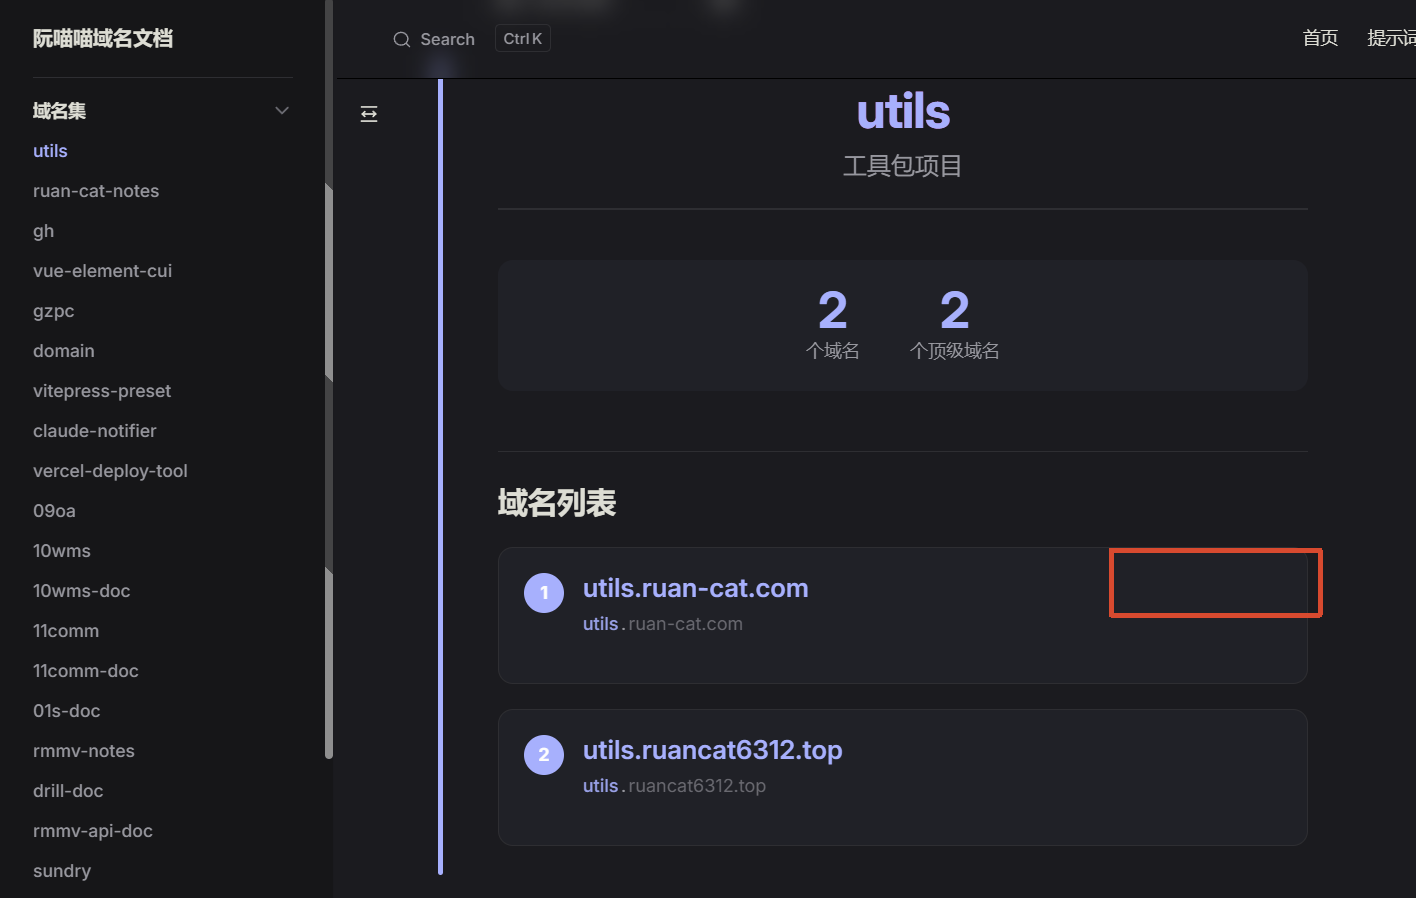 阮喵喵域名文档
域名集
utils
ruan-cat-notes
gh
vue-element-cui
gzpc
domain
vitepress-preset
claude-notifier
vercel-deploy-tool
09oa
10wms
10wms-doc
11comm
11comm-doc
01s-doc
rmmv-notes
drill-doc
rmmv-api-doc
sundry
Search Ctrl K
首页 提示词
utils
工具包项目
2 2
个域名 个顶级域名
域名列表
1 utils.ruan-cat.com
utils.ruan-cat.com
2 utils.ruancat6312.top
utils.ruancat6312.top